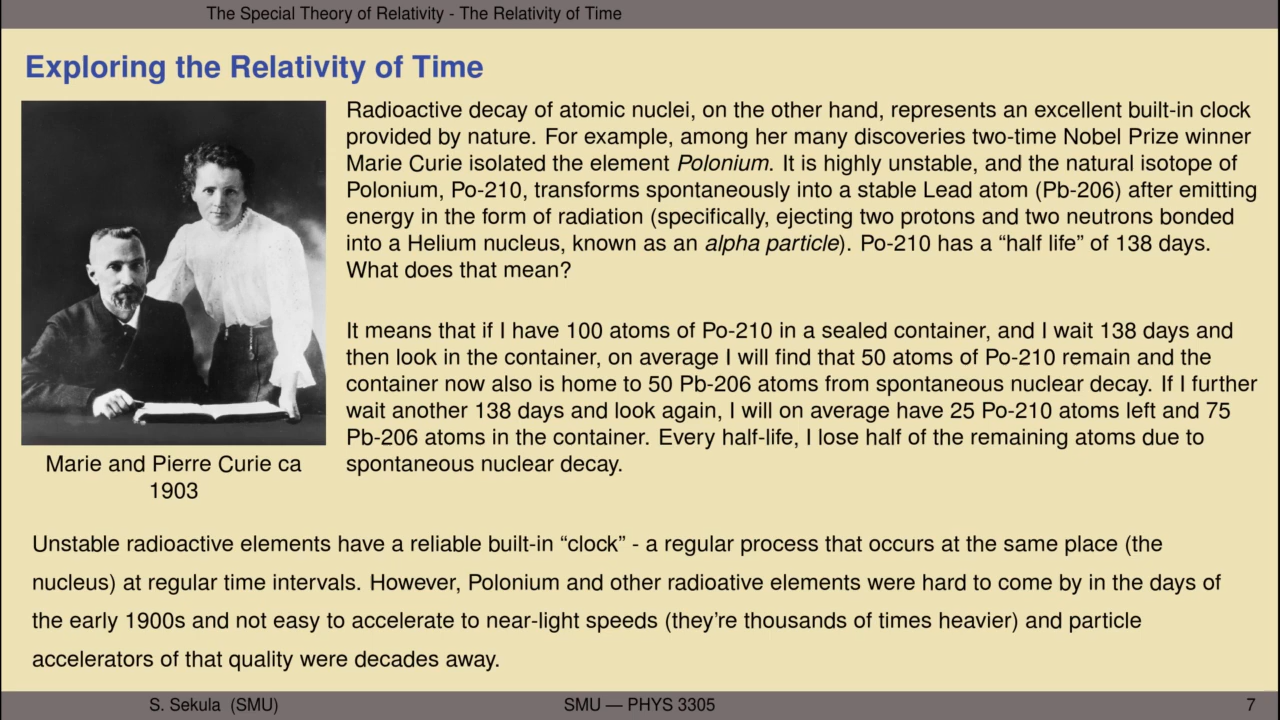 The Special Theory of Relativity - The Relativity of Time
Exploring the Relativity of Time
Radioactive decay of atomic nuclei, on the other hand, represents an excellent built-in clock
provided by nature. For example, among her many discoveries two-time Nobel Prize winner
Marie Curie isolated the element Polonium. It is highly unstable, and the natural isotope of
Polonium, Po-210, transforms spontaneously into a stable Lead atom (Pb-206) after emitting
energy in the form of radiation (specifically, ejecting two protons and two neutrons bonded
into a Helium nucleus, known as an alpha particle). Po-210 has a “half life” of 138 days.
What does that mean?
It means that if I have 100 atoms of Po-210 in a sealed container, and I wait 138 days and
then look in the container, on average I will find that 50 atoms of Po-210 remain and the
container now also is home to 50 Pb-206 atoms from spontaneous nuclear decay. If I further
wait another 138 days and look again, I will on average have 25 Po-210 atoms left and 75
Pb-206 atoms in the container. Every half-life, I lose half of the remaining atoms due to
spontaneous nuclear decay.
Marie and Pierre Curie ca
1903
Unstable radioactive elements have a reliable built-in “clock” - a regular process that occurs at the same place (the
nucleus) at regular time intervals. However, Polonium and other radioative elements were hard to come by in the days of
the early 1900s and not easy to accelerate to near-light speeds (they’re thousands of times heavier) and particle
accelerators of that quality were decades away.
S. Sekula (SMU)
SMU — PHYS 3305
7